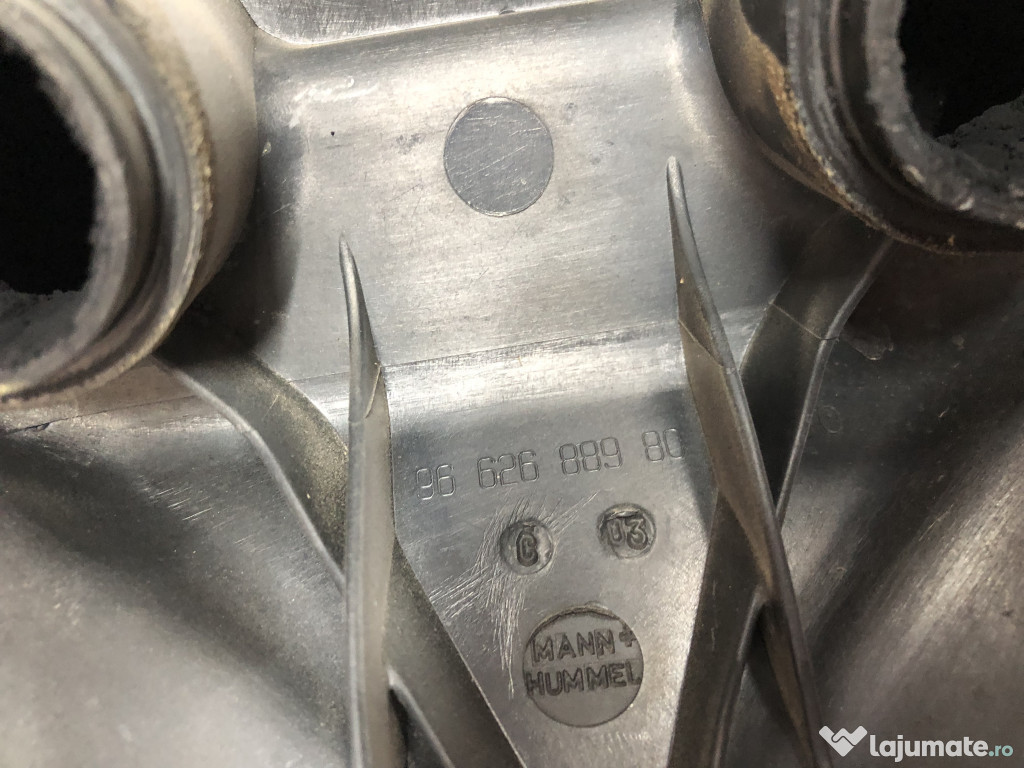 96 626 889 80
C 03
MANN+
HUMMEL
lajumate.ro